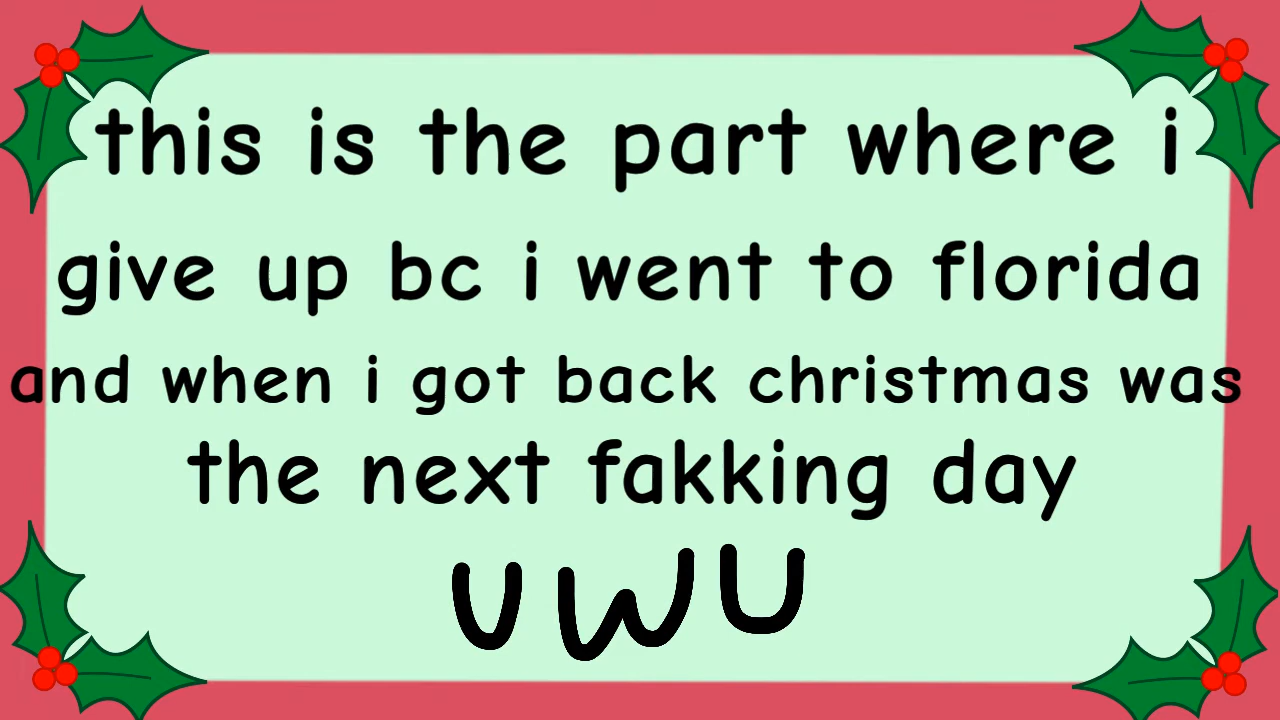 this is the part where i
give up bc i went to florida
and when i got back christmas was
the next fakking day
UWU